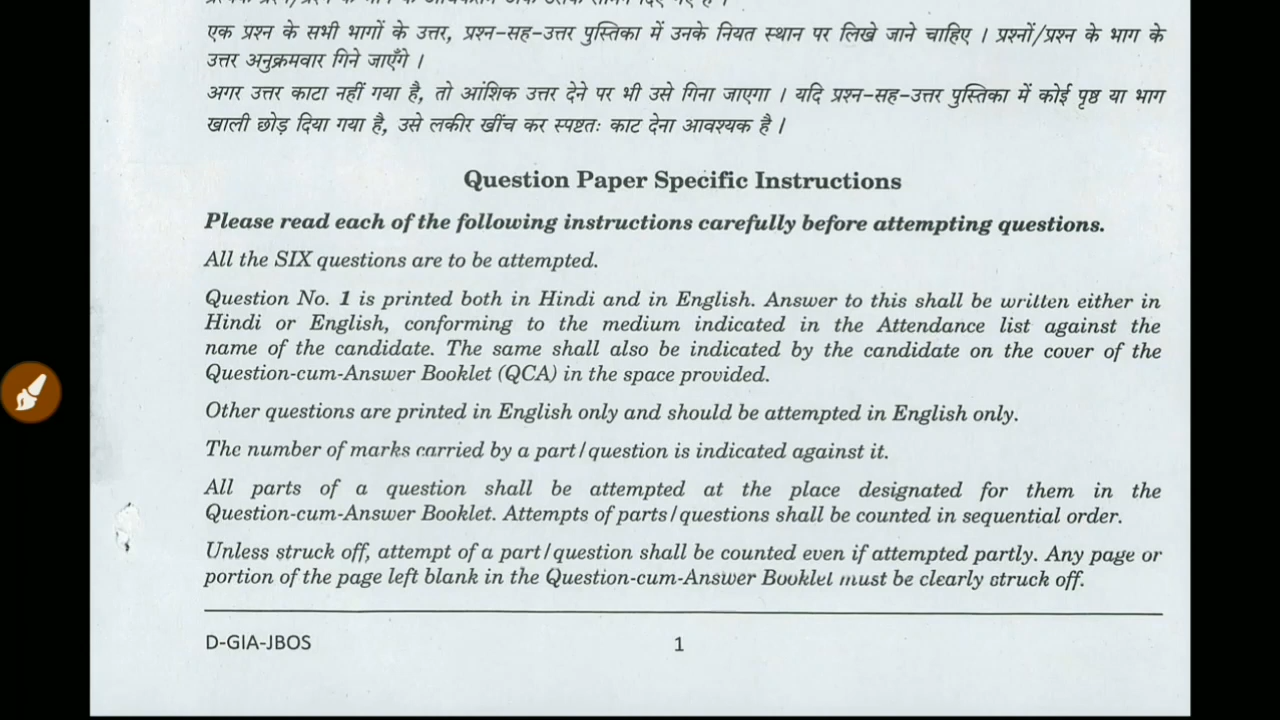 एक प्रश्न के सभी भागों के उत्तर, प्रश्न-सह-उत्तर पुस्तिका में उनके नियत स्थान पर लिखे जाने चाहिए । प्रश्नों/प्रश्न के भाग के
उत्तर अनुक्रमवार गिने जाएँगे ।
अगर उत्तर काटा नहीं गया है, तो आंशिक उत्तर देने पर भी उसे गिना जाएगा । यदि प्रश्न-सह-उत्तर पुस्तिका में कोई पृष्ठ या भाग
खाली छोड़ दिया गया है, उसे लकीर खींच कर स्पष्टतः काट देना आवश्यक है ।
Question Paper Specific Instructions
Please read each of the following instructions carefully before attempting questions.
All the SIX questions are to be attempted.
Question No. 1 is printed both in Hindi and in English. Answer to this shall be written either in
Hindi or English, conforming to the medium indicated in the Attendance list against the
name of the candidate. The same shall also be indicated by the candidate on the cover of the
Question-cum-Answer Booklet (QCA) in the space provided.
Other questions are printed in English only and should be attempted in English only.
The number of marks carried by a part/question is indicated against it.
All parts of a question shall be attempted at the place designated for them in the
Question-cum-Answer Booklet. Attempts of parts/questions shall be counted in sequential order.
Unless struck off, attempt of a part/question shall be counted even if attempted partly. Any page or
portion of the page left blank in the Question-cum-Answer Booklet must be clearly struck off.
D-GIA-JBOS
1